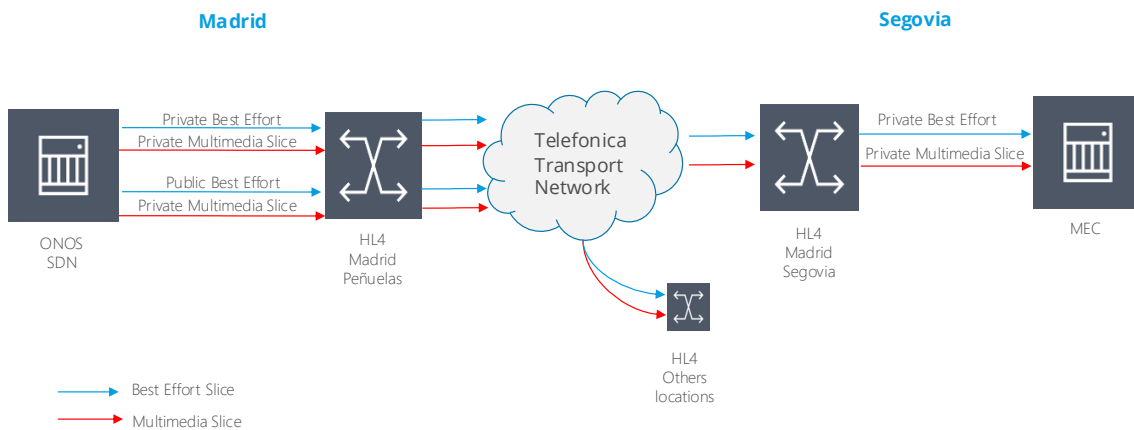 Madrid
Segovia
Private Best Effort
Private Multimedia Slice
Public Best Effort
Private Multimedia Slice
Telefonica
Transport
Network
Private Best Effort
Private Multimedia Slice
ONOS
SDN
HL4
Madrid
Peñuelas
HL4
Madrid
Segovia
MEC
HL4
Others
locations
Best Effort Slice
Multimedia Slice